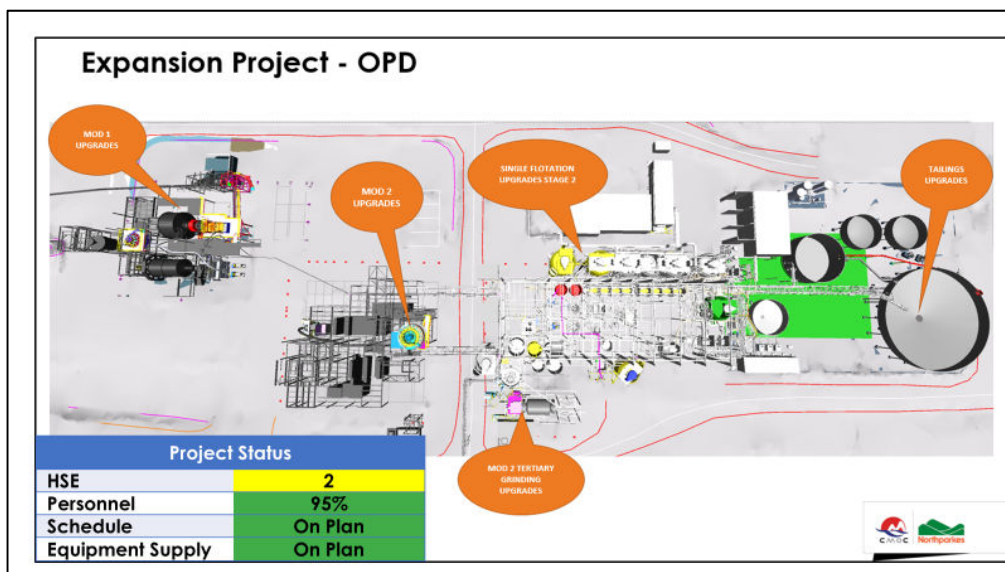 Expansion Project - OPD
MOD 1
UPGRADES
MOD 2
UPGRADES
SINGLE FLOTATION
UPGRADES STAGE 2
TAILINGS
UPGRADES
MOD 2 TERTIARY
GRINDING
UPGRADES
Project Status
HSE 2
Personnel 95%
Schedule On Plan
Equipment Supply On Plan
CMOC
Northparkes